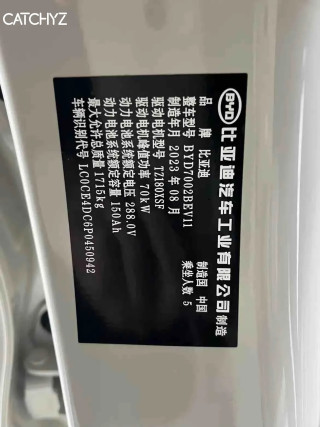 CATCHYZ
BYD 比亚迪汽车工业有限公司 制造
品牌 比亚迪 制造国 中国
整车型号 BYD7002BEV11 乘坐人数 5
制造年月 2023年08月
驱动电机型号 TZ180XSF
驱动电机峰值功率 70kW
动力电池系统额定电压 288.0V
动力电池系统额定容量 150Ah
最大允许总质量 1715kg
车辆识别代号 LC0CE4DC6P0450942